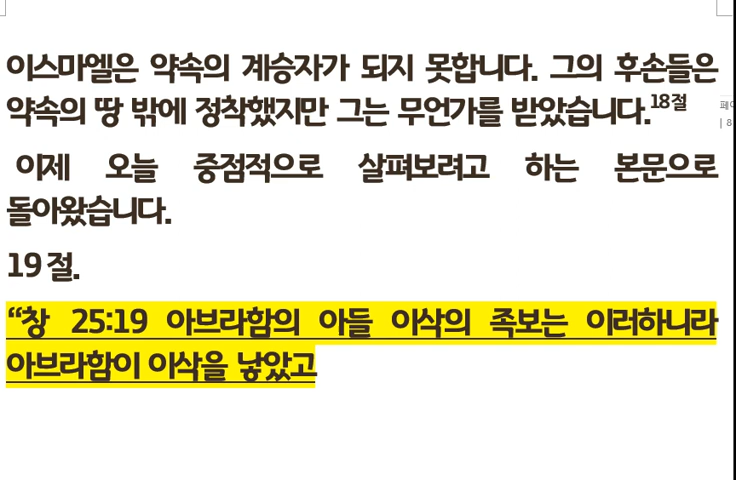 이스마엘은 약속의 계승자가 되지 못합니다. 그의 후손들은
약속의 땅 밖에 정착했지만 그는 무언가를 받았습니다.18절
이제 오늘 중점적으로 살펴보려고 하는 본문으로
돌아왔습니다.
19절.
“창 25:19 아브라함의 아들 이삭의 족보는 이러하니라
아브라함이 이삭을 낳았고